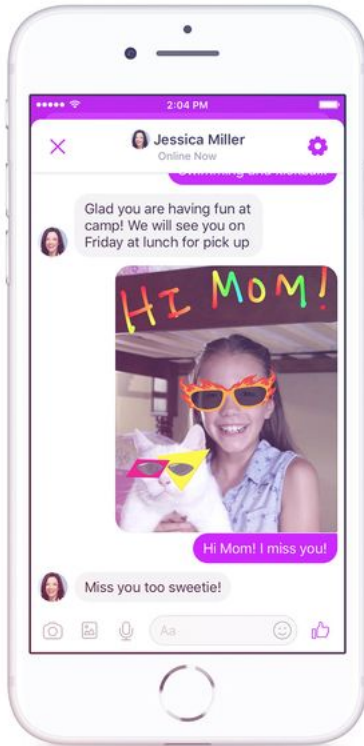 2:04 PM
Jessica Miller
Online Now
Glad you are having fun at
camp! We will see you on
Friday at lunch for pick up
HI MOM!
Hi Mom! I miss you!
Miss you too sweetie!
Aa